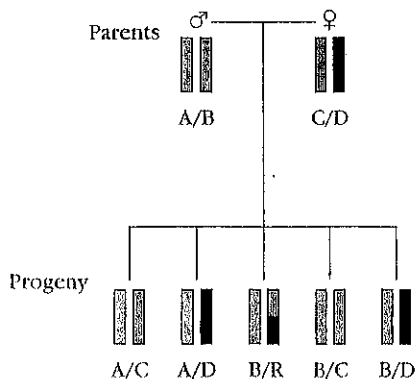 ♂ ♀
Parents
A/B C/D
Progeny
A/C A/D B/R B/C B/D